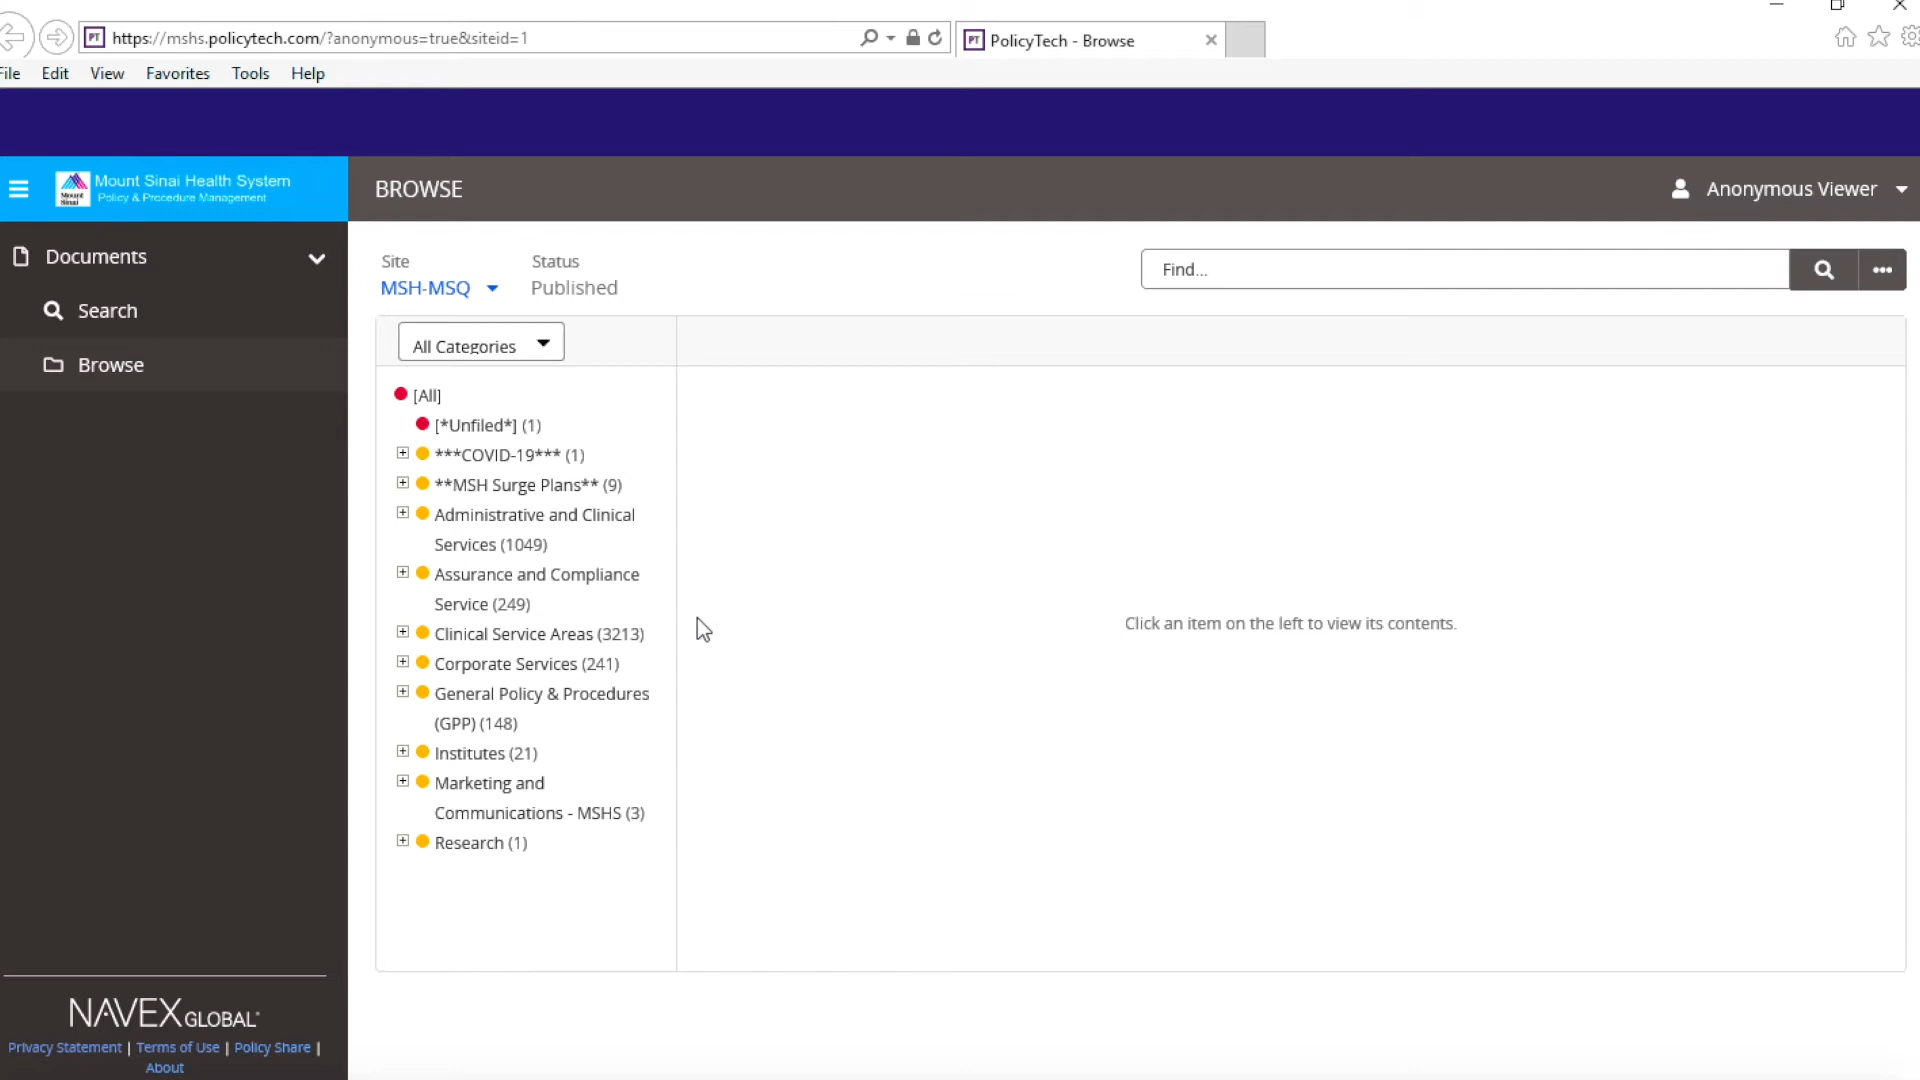 https://mshs.policytech.com/?anonymous=true&siteid=1
PT PolicyTech - Browse
File Edit View Favorites Tools Help
Mount Sinai Health System
Policy & Procedure Management
Mount Sinai
BROWSE
Anonymous Viewer
Documents
Search
Browse
Site
MSH-MSQ
Status
Published
Find...
All Categories
[All]
[*Unfiled*] (1)
***COVID-19*** (1)
**MSH Surge Plans** (9)
Administrative and Clinical
Services (1049)
Assurance and Compliance
Service (249)
Clinical Service Areas (3213)
Corporate Services (241)
General Policy & Procedures
(GPP) (148)
Institutes (21)
Marketing and
Communications - MSHS (3)
Research (1)
Click an item on the left to view its contents.
NAVEX GLOBAL
Privacy Statement | Terms of Use | Policy Share |
About